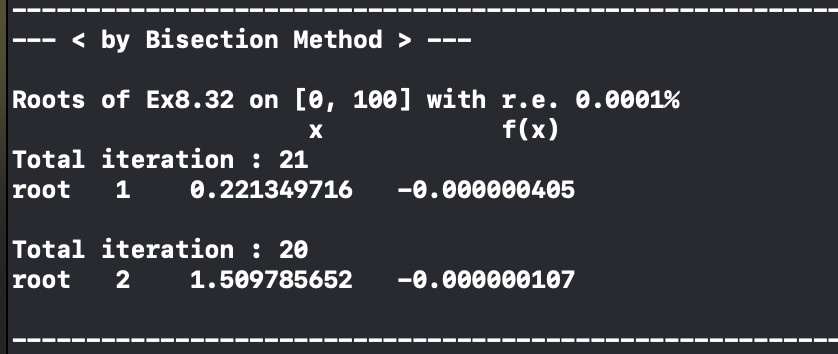 --- < by Bisection Method > ---
Roots of Ex8.32 on [0, 100] with r.e. 0.0001%
x f(x)
Total iteration : 21
root 1 0.221349716 -0.000000405
Total iteration : 20
root 2 1.509785652 -0.000000107